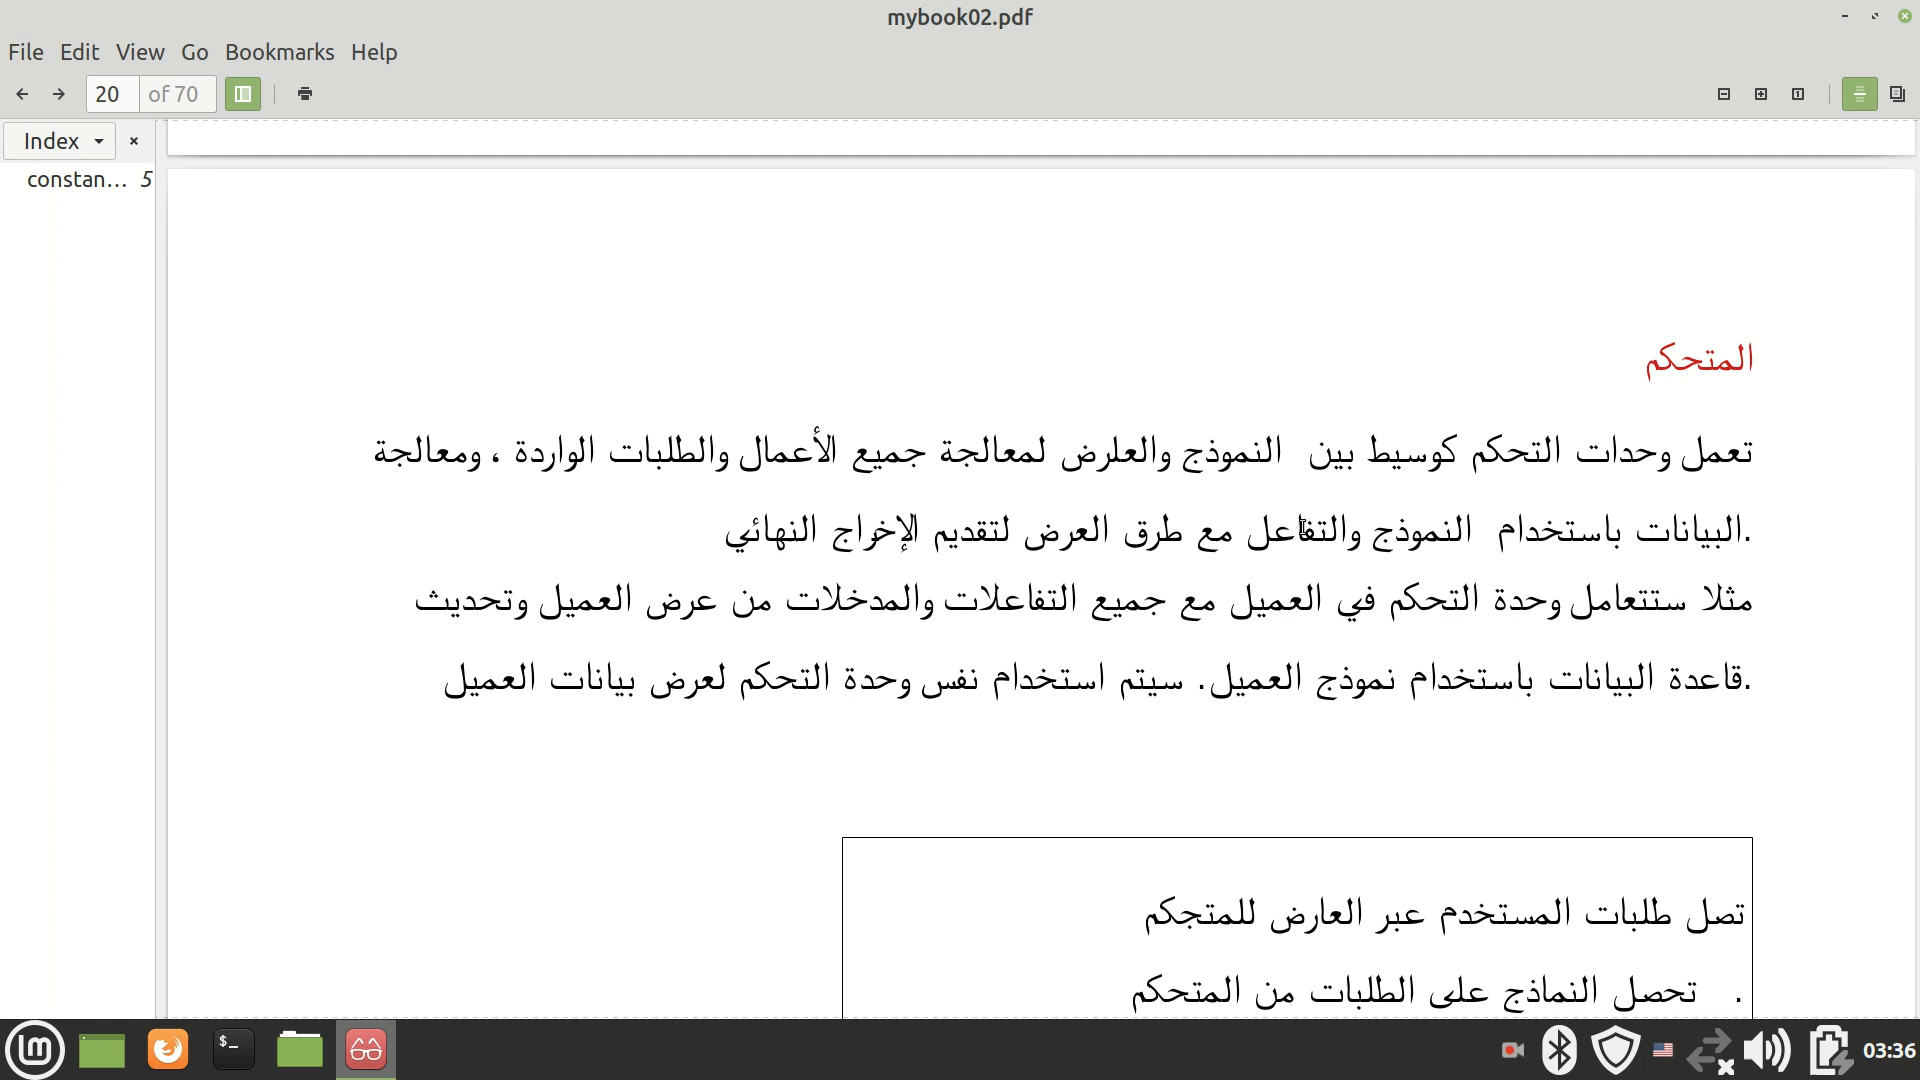 mybook02.pdf
File Edit View Go Bookmarks Help
20 of 70
Index
constan... 5
المتحكم
تعمل وحدات التحكم كوسيط بين النموذج والعلرض لمعالجة جميع الأعمال والطلبات الواردة ، ومعالجة
.البيانات باستخدام النموذج والتفاعل مع طرق العرض لتقديم الإخراج النهائي
مثلا ستتعامل وحدة التحكم في العميل مع جميع التفاعلات والمدخلات من عرض العميل وتحديث
.قاعدة البيانات باستخدام نموذج العميل. سيتم استخدام نفس وحدة التحكم لعرض بيانات العميل
تصل طلبات المستخدم عبر العارض للمتجكم
. تحصل النماذج على الطلبات من المتحكم
03:36